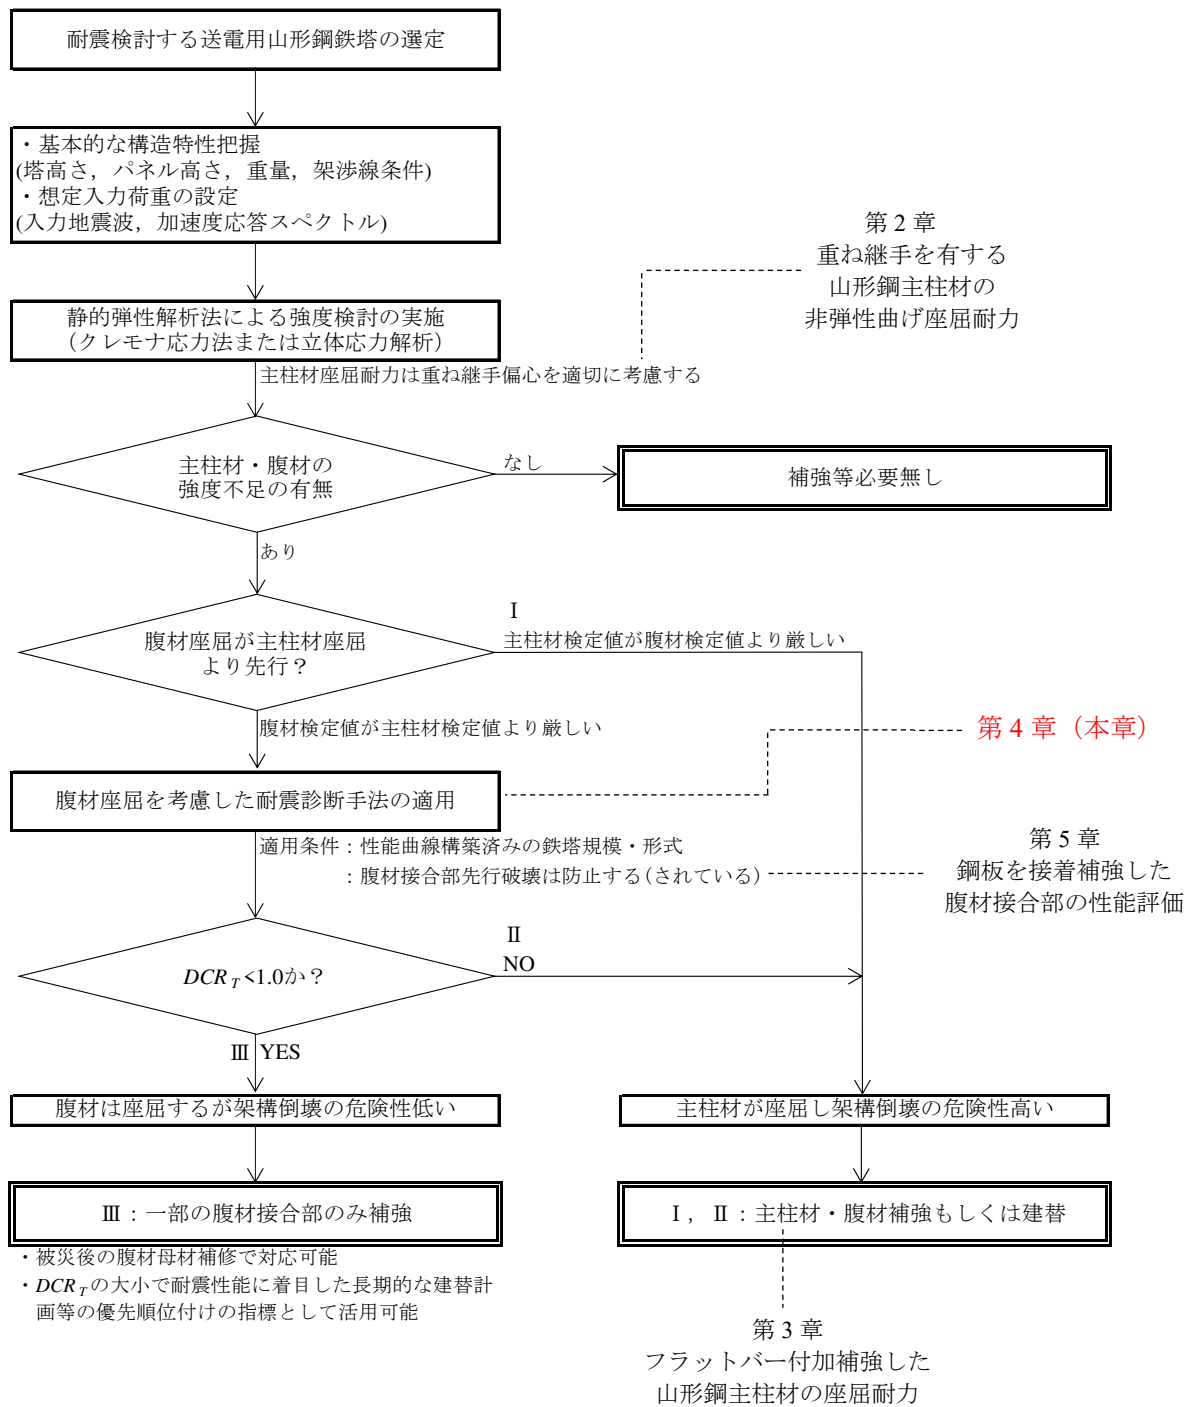 耐震検討する送電用山形鋼鉄塔の選定
・基本的な構造特性把握
(塔高さ，パネル高さ，重量，架渉線条件)
・想定入力荷重の設定
(入力地震波，加速度応答スペクトル)
第 2 章
重ね継手を有する
山形鋼主柱材の
非弾性曲げ座屈耐力
静的弾性解析法による強度検討の実施
（クレモナ応力法または立体応力解析）
主柱材座屈耐力は重ね継手偏心を適切に考慮する
主柱材・腹材の
強度不足の有無
なし
補強等必要無し
あり
腹材座屈が主柱材座屈
より先行？
Ⅰ
主柱材検定値が腹材検定値より厳しい
腹材検定値が主柱材検定値より厳しい
第 4 章（本章）
腹材座屈を考慮した耐震診断手法の適用
適用条件：性能曲線構築済みの鉄塔規模・形式
：腹材接合部先行破壊は防止する(されている)
第 5 章
鋼板を接着補強した
腹材接合部の性能評価
DCR T <1.0か？
Ⅱ
NO
Ⅲ YES
腹材は座屈するが架構倒壊の危険性低い
主柱材が座屈し架構倒壊の危険性高い
Ⅲ：一部の腹材接合部のみ補強
Ⅰ，Ⅱ：主柱材・腹材補強もしくは建替
・被災後の腹材母材補修で対応可能
・DCR T の大小で耐震性能に着目した長期的な建替計
画等の優先順位付けの指標として活用可能
第 3 章
フラットバー付加補強した
山形鋼主柱材の座屈耐力